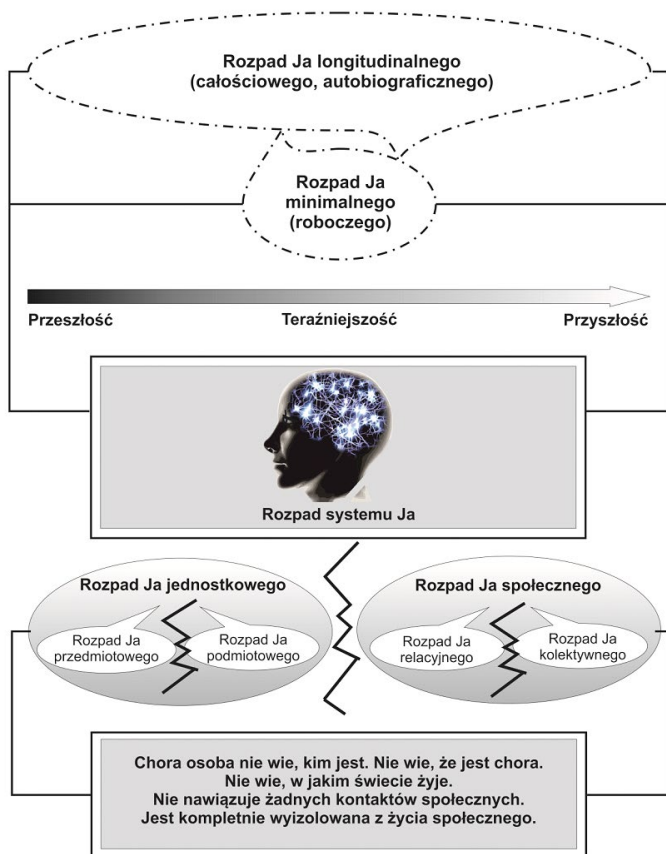 Rozpad Ja longitudinalnego
(całościowego, autobiograficznego)
Rozpad Ja
minimalnego
(roboczego)
Przeszłość
Teraźniejszość
Przyszłość
Rozpad systemu Ja
Rozpad Ja jednostkowego
Rozpad Ja
przedmiotowego
Rozpad Ja
podmiotowego
Rozpad Ja społecznego
Rozpad Ja
relacyjnego
Rozpad Ja
kolektywnego
Chora osoba nie wie, kim jest. Nie wie, że jest chora.
Nie wie, w jakim świecie żyje.
Nie nawiązuje żadnych kontaktów społecznych.
Jest kompletnie wyizolowana z życia społecznego.